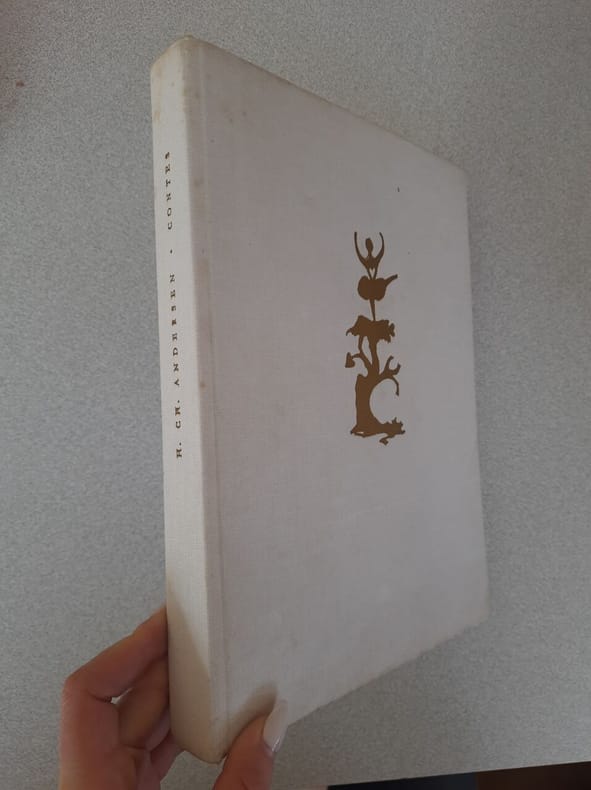 H. CH. ANDERSEN • CONTES